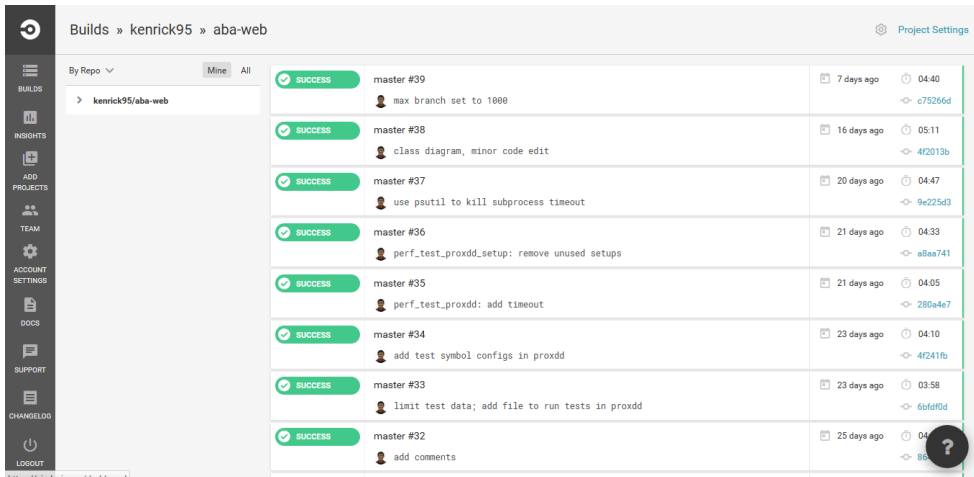 Builds » kenrick95 » aba-web
Project Settings
BUILDS
INSIGHTS
ADD
PROJECTS
TEAM
ACCOUNT
SETTINGS
DOCS
SUPPORT
CHANGELOG
LOGOUT
By Repo
Mine All
kenrick95/aba-web
SUCCESS master #39 7 days ago 04:40
max branch set to 1000 c75266d
SUCCESS master #38 16 days ago 05:11
class diagram, minor code edit 4f2013b
SUCCESS master #37 20 days ago 04:47
use psutil to kill subprocess timeout 9e225d3
SUCCESS master #36 21 days ago 04:33
perf_test_proxdd_setup: remove unused setups a8aa741
SUCCESS master #35 21 days ago 04:05
perf_test_proxdd: add timeout 280a4e7
SUCCESS master #34 23 days ago 04:10
add test symbol configs in proxdd 4f241fb
SUCCESS master #33 23 days ago 03:58
limit test data; add file to run tests in proxdd 6bfdf0d
SUCCESS master #32 25 days ago
add comments
?